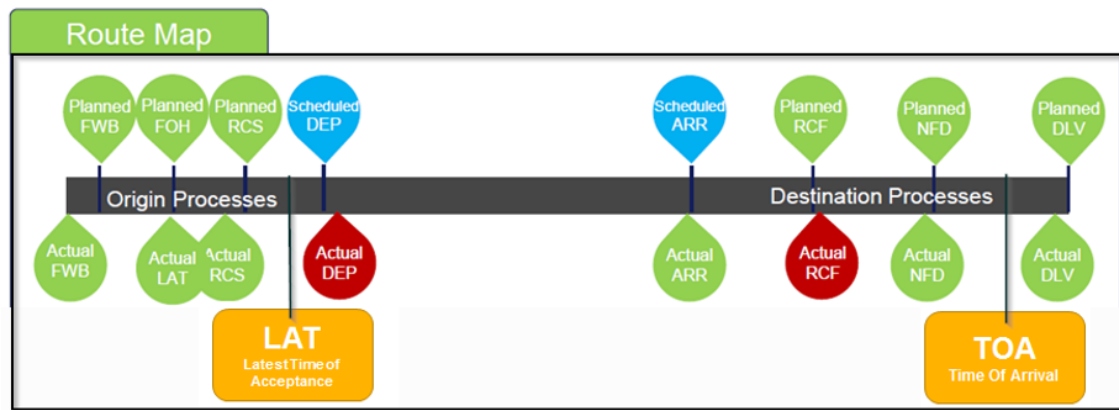 Route Map
Planned FWB
Planned FOH
Planned RCS
Scheduled DEP
Scheduled ARR
Planned RCF
Planned NFD
Planned DLV
Origin Processes
Destination Processes
Actual FWB
Actual LAT
Actual RCS
Actual DEP
Actual ARR
Actual RCF
Actual NFD
Actual DLV
LAT
Latest Time of
Acceptance
TOA
Time Of Arrival